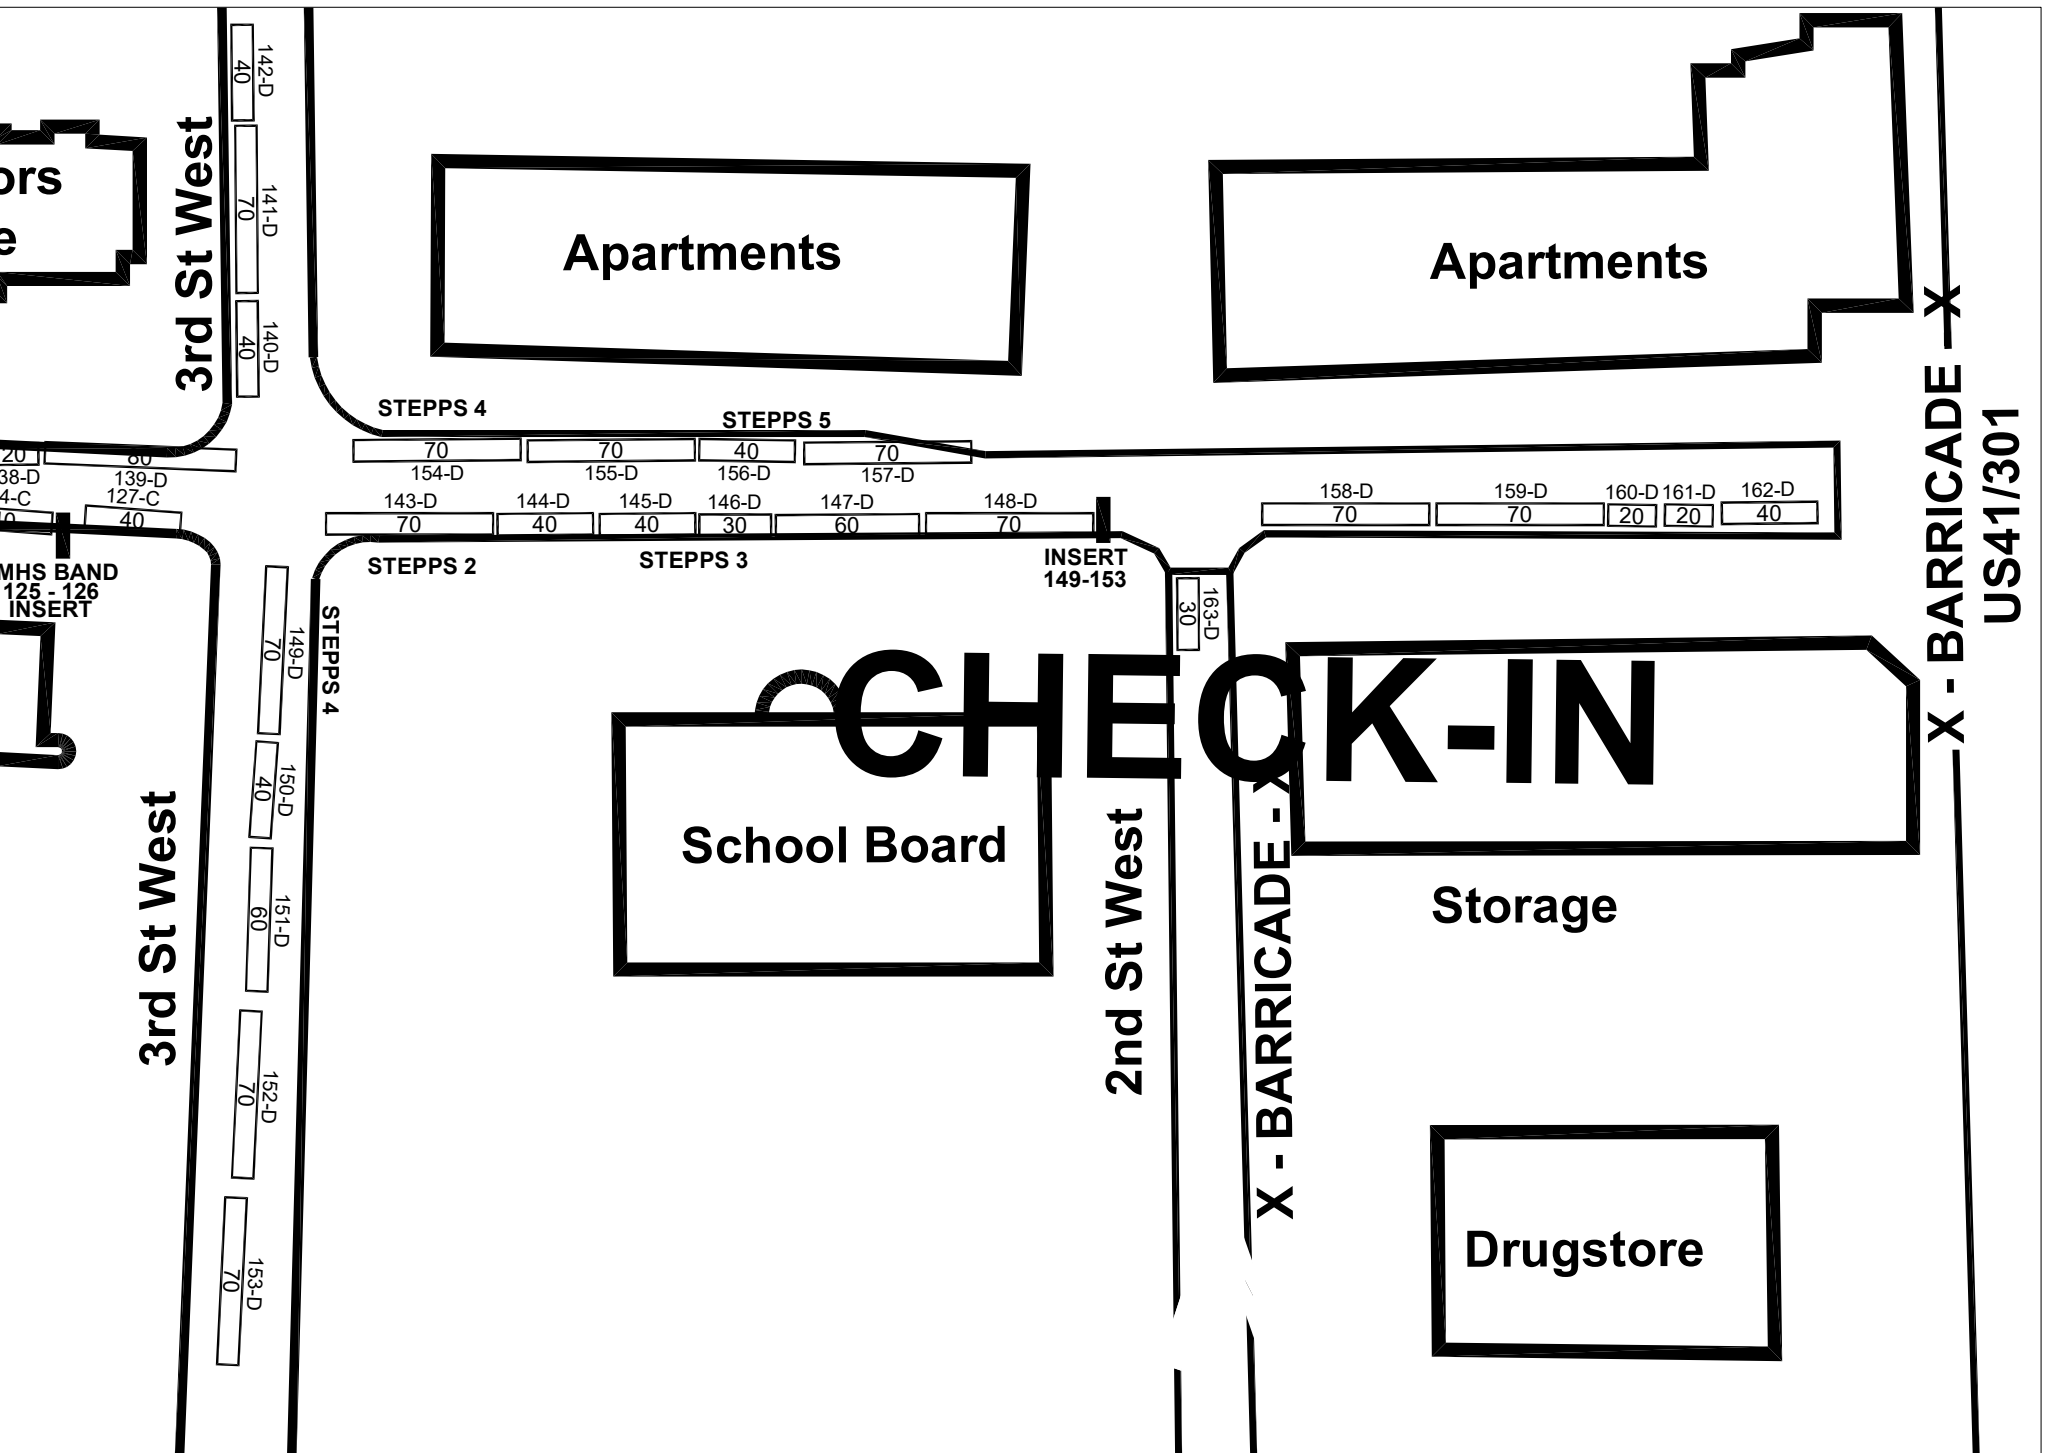 142-D
40
3rd St West
141-D
70
140-D
40
ors
e
Apartments
Apartments
STEPPS 4
STEPPS 5
20
80
38-D
139-D
4-C
127-C
40
70
154-D
70
155-D
40
156-D
70
157-D
143-D
70
144-D
40
145-D
40
146-D
30
147-D
60
148-D
70
158-D
70
159-D
70
160-D
20
161-D
20
162-D
40
STEPPS 2
STEPPS 3
INSERT
149-153
MHS BAND
125 - 126
INSERT
163-D
30
STEPPS 4
149-D
70
150-D
40
151-D
60
152-D
70
153-D
70
3rd St West
CHECK-IN
School Board
2nd St West
X - BARRICADE - X
X - BARRICADE - X
US41/301
Storage
Drugstore